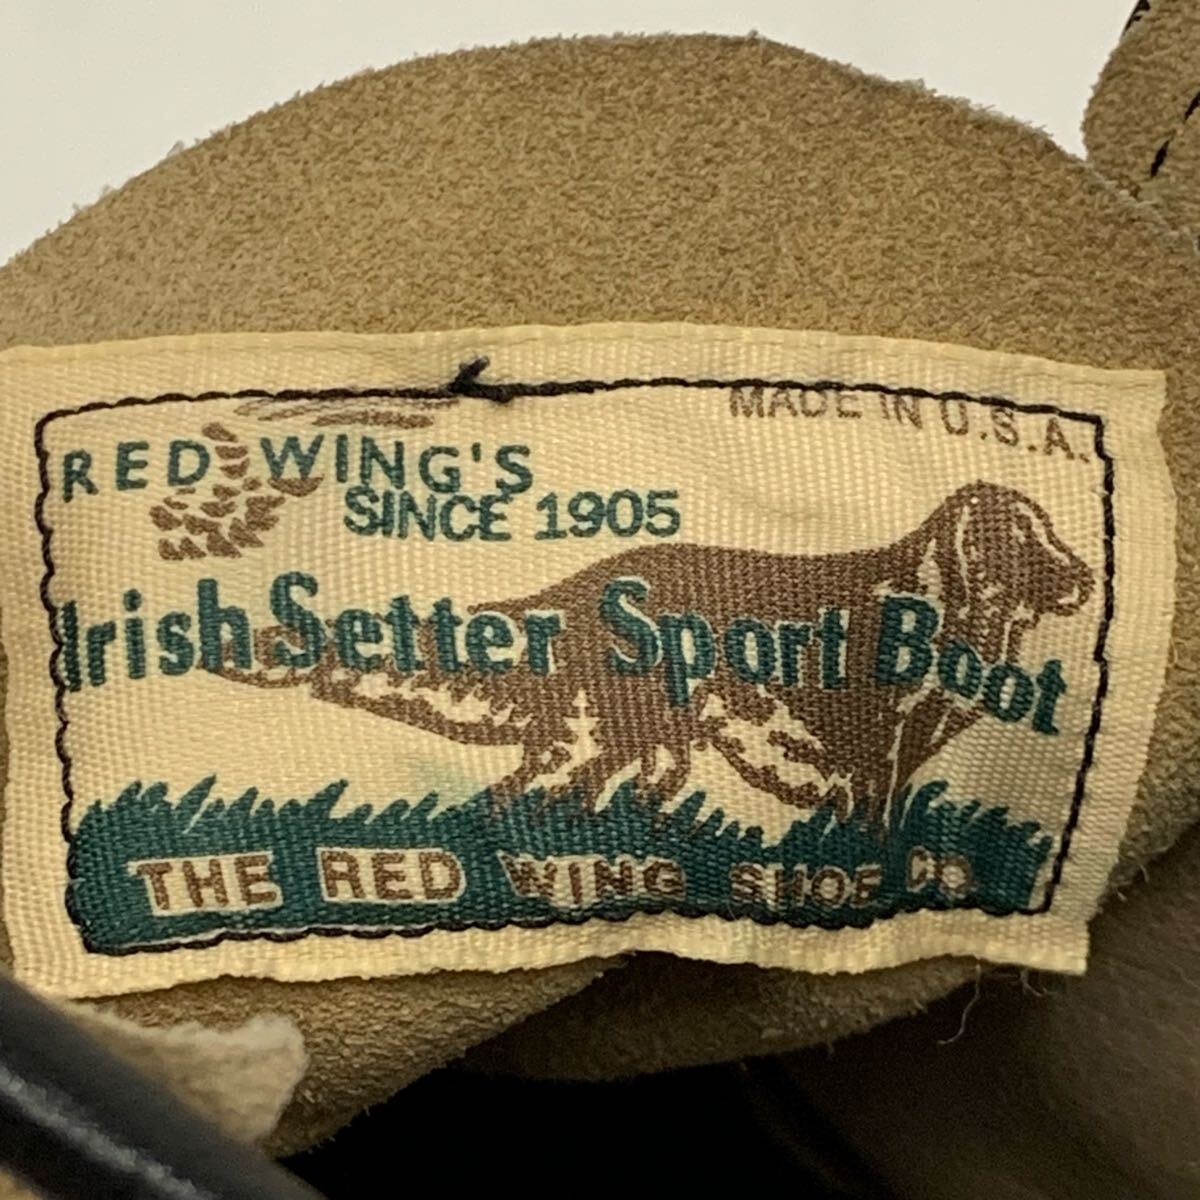 MADE IN U.S.A.
RED WING'S
SINCE 1905
Irish Setter Sport Boot
THE RED WING SHOE CO.